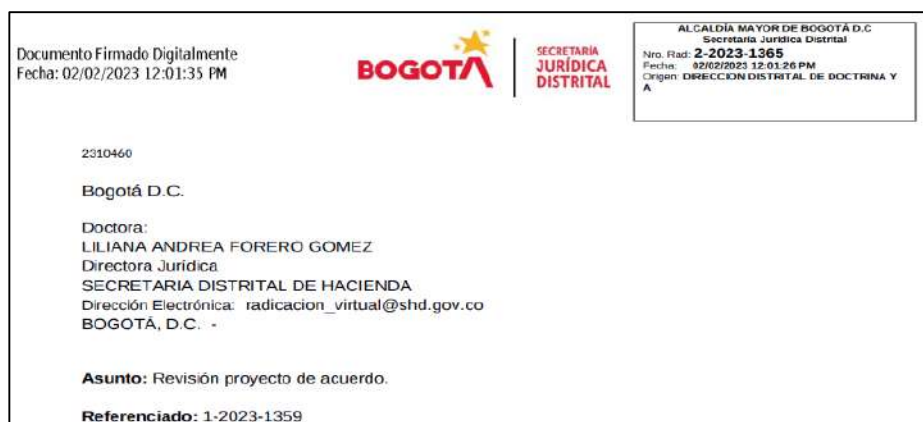 Documento Firmado Digitalmente
Fecha: 02/02/2023 12:01:35 PM
BOGOTÁ
SECRETARÍA
JURÍDICA
DISTRITAL
ALCALDÍA MAYOR DE BOGOTÁ D.C
Secretaría Jurídica Distrital
Nro. Rad: 2-2023-1365
Fecha: 02/02/2023 12:01:26 PM
Origen: DIRECCION DISTRITAL DE DOCTRINA Y
A
2310460
Bogotá D.C.
Doctora:
LILIANA ANDREA FORERO GOMEZ
Directora Jurídica
SECRETARIA DISTRITAL DE HACIENDA
Dirección Electrónica: radicacion_virtual@shd.gov.co
BOGOTÁ, D.C. -
Asunto: Revisión proyecto de acuerdo.
Referenciado: 1-2023-1359